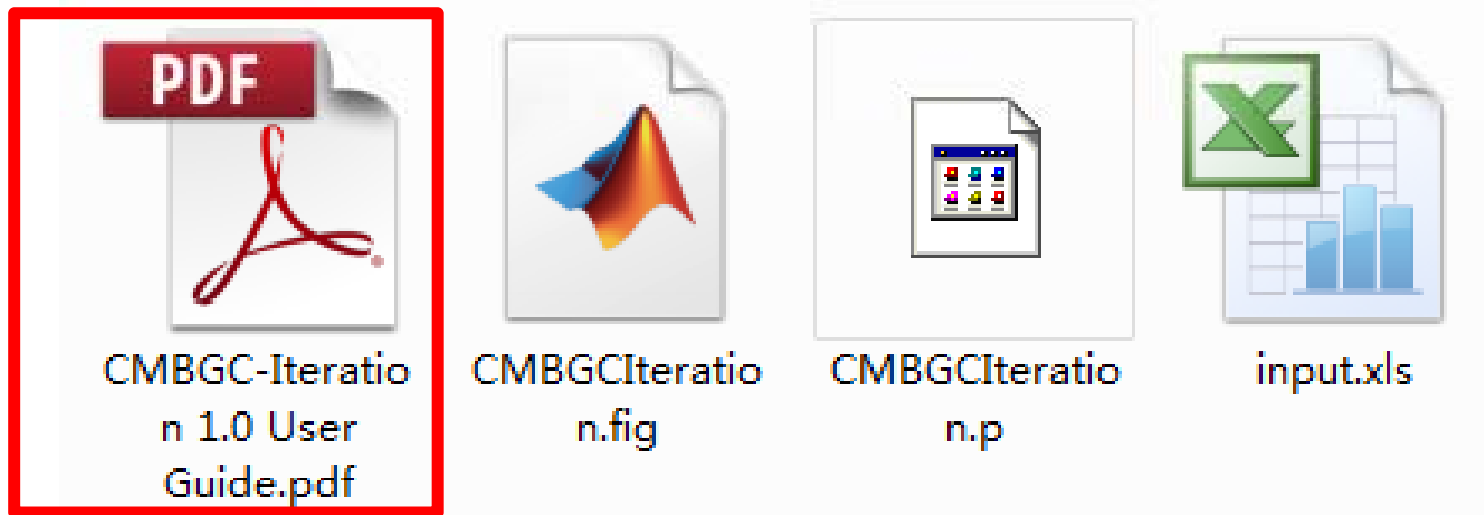 PDF
CMBGC-Iteratio
n 1.0 User
Guide.pdf
CMBGCIteratio
n.fig
CMBGCIteratio
n.p
input.xls